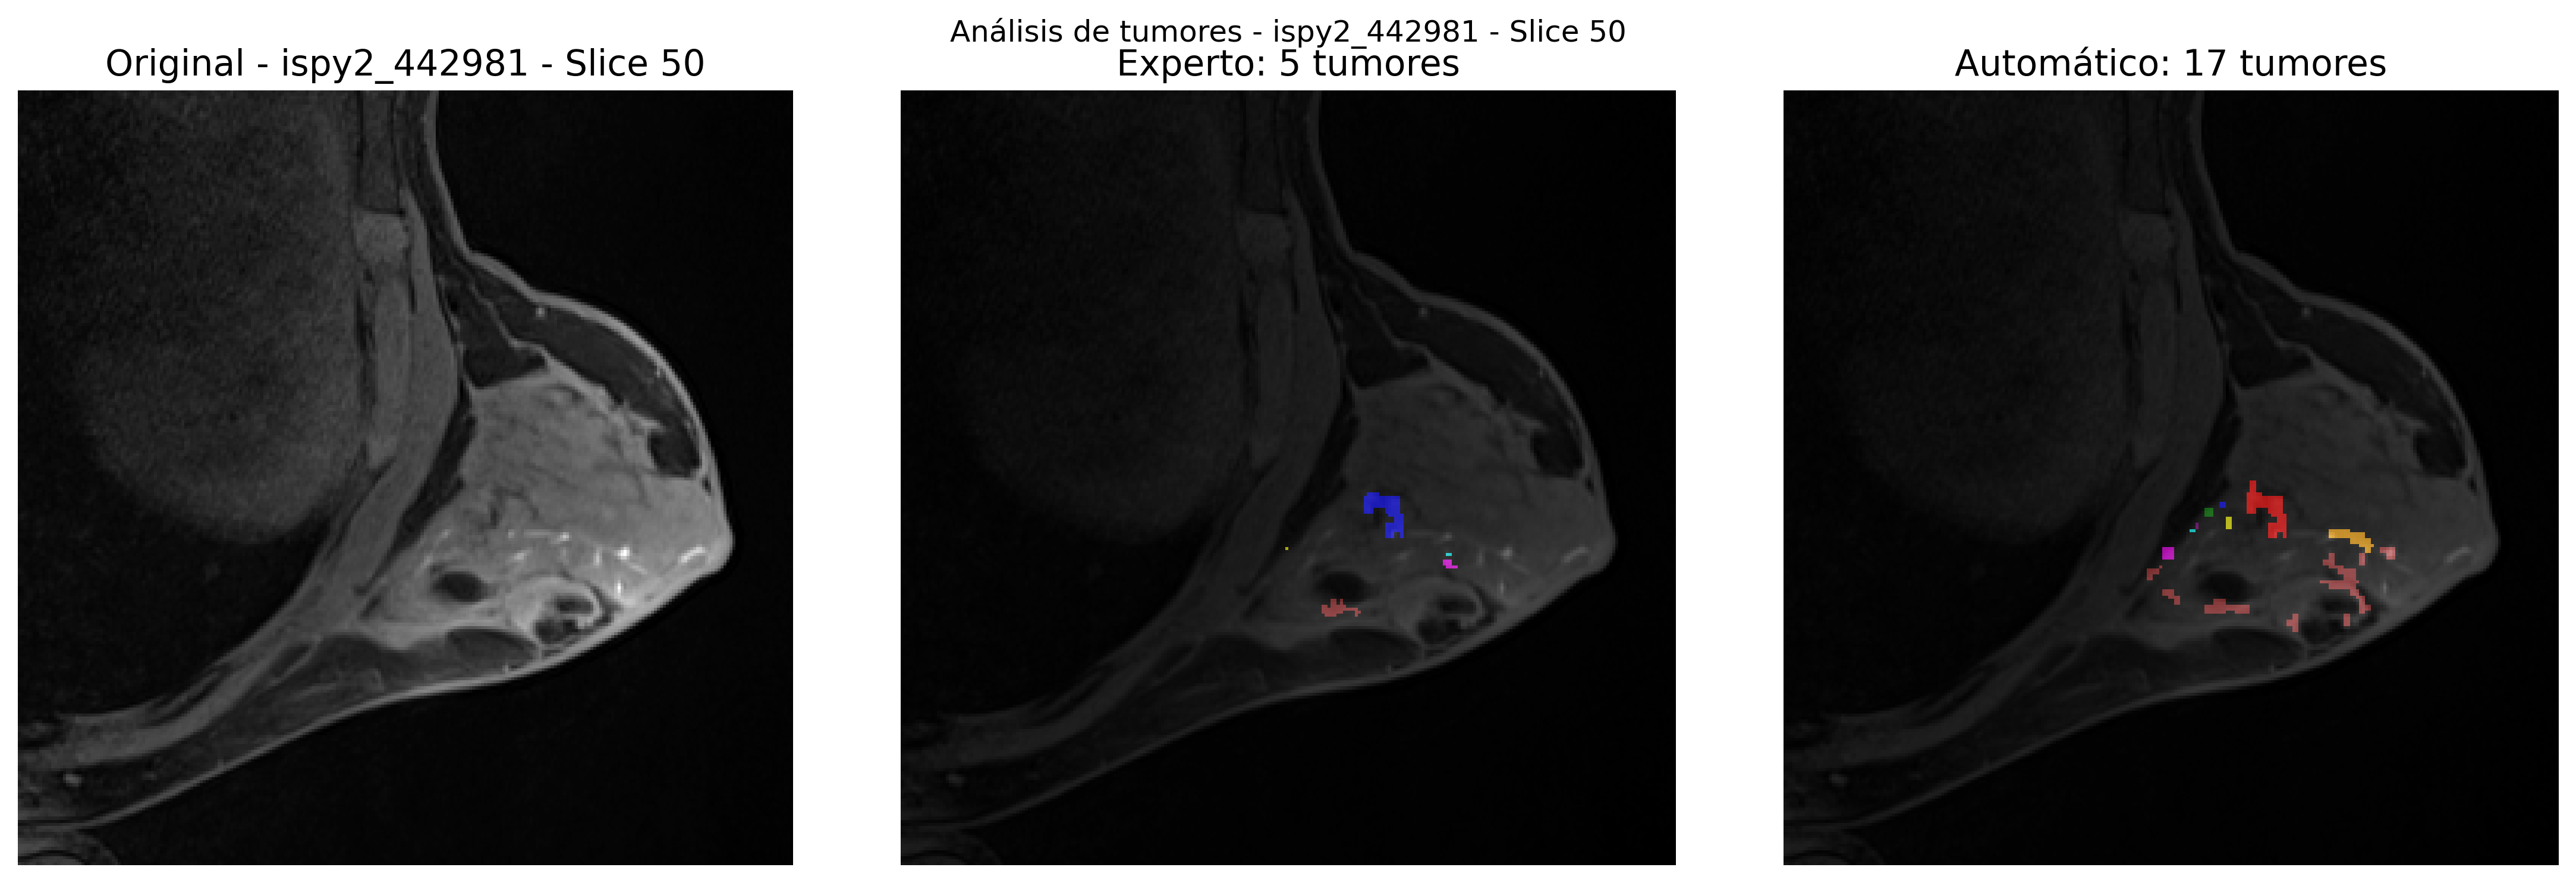 Análisis de tumores - ispy2_442981 - Slice 50
Original - ispy2_442981 - Slice 50
Experto: 5 tumores
Automático: 17 tumores